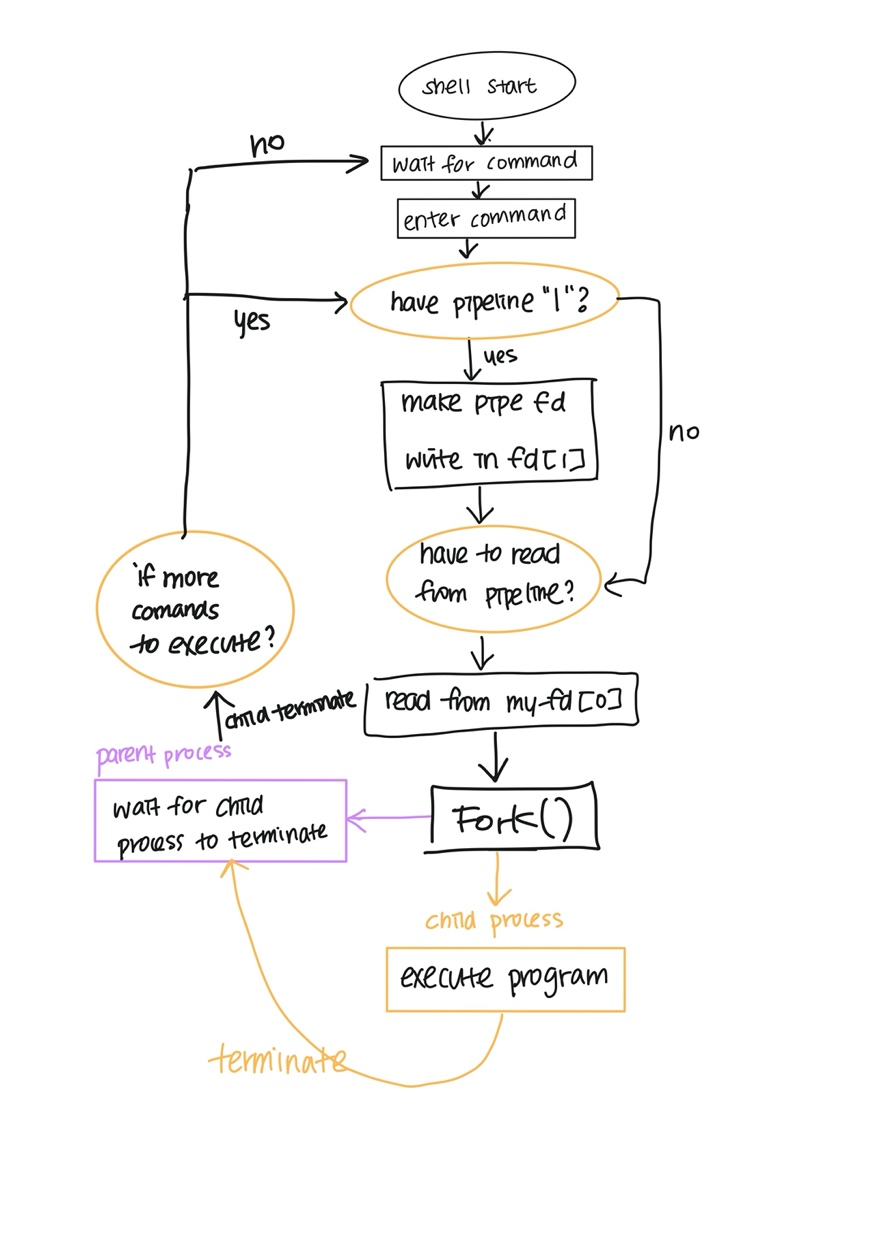 shell start
no
wait for command
enter command
have pipeline "|"?
yes
yes
make pipe fd
write in fd[1]
no
have to read
from pipeline?
if more
comands
to execute?
read from my-fd[0]
child terminate
parent process
wait for child
process to terminate
Fork()
child process
execute program
terminate